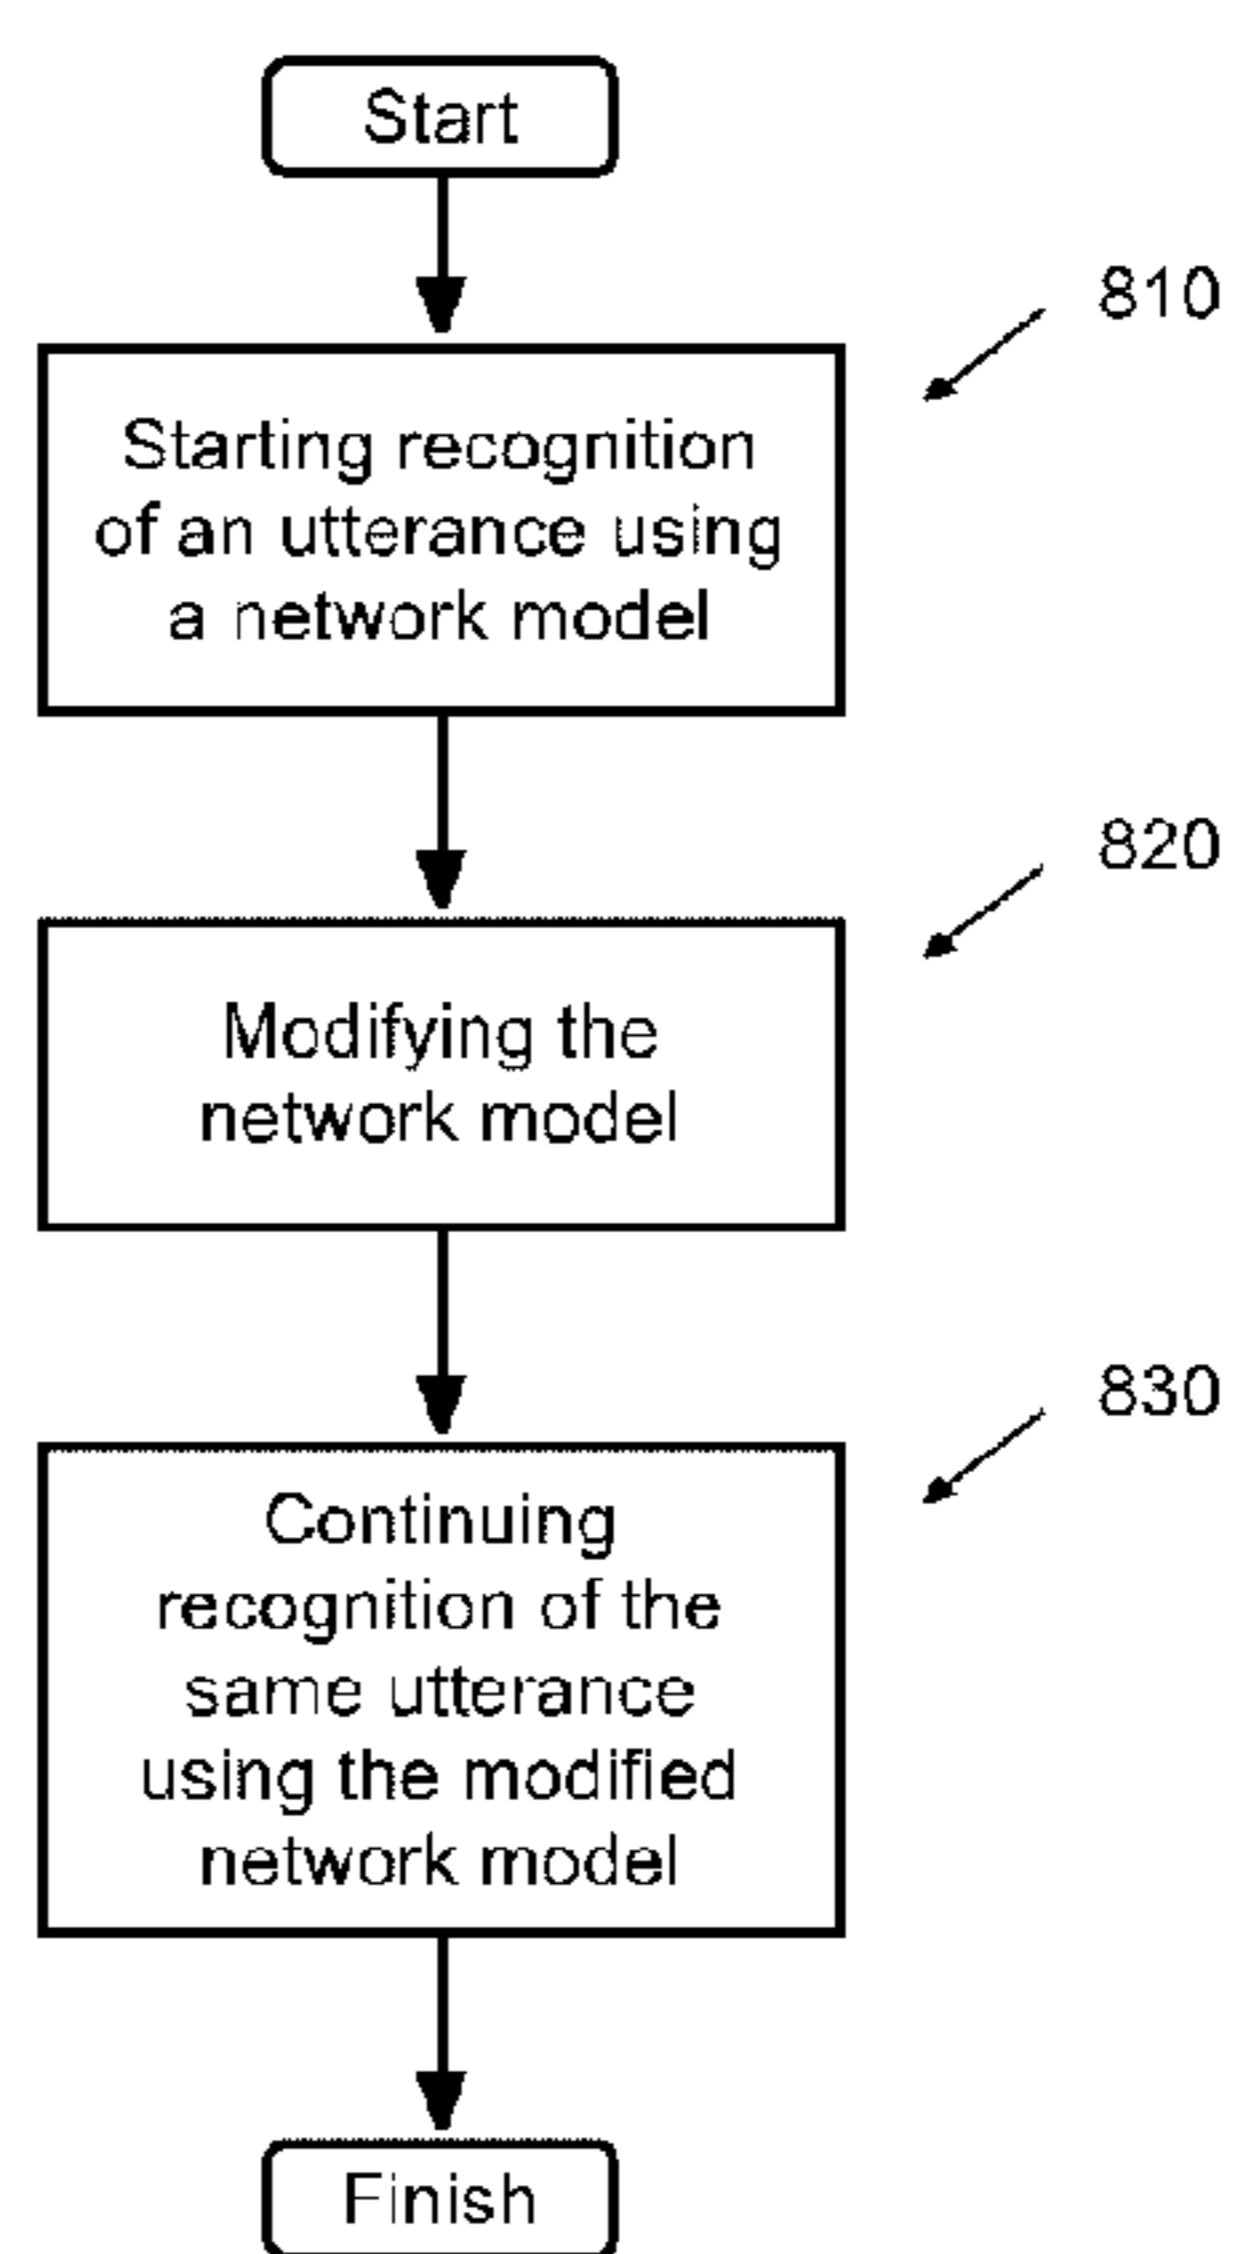 Start
810
Starting recognition
of an utterance using
a network model
820
Modifying the
network model
830
Continuing
recognition of the
same utterance
using the modified
network model
Finish